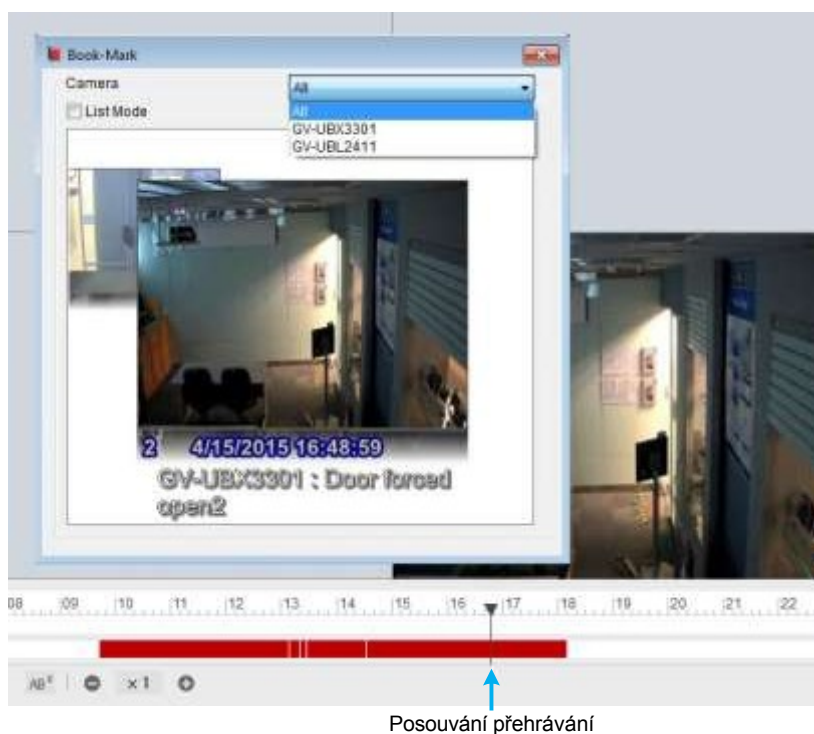 Book-Mark
Camera
All
List Mode
All
GV-UBX3301
GV-UBL2411
2 4/15/2015 16:48:59
GV-UBX3301 : Door forced
open2
08 09 10 11 12 13 14 15 16 17 18 19 20 21 22
AB
x 1
Posouvání přehrávání